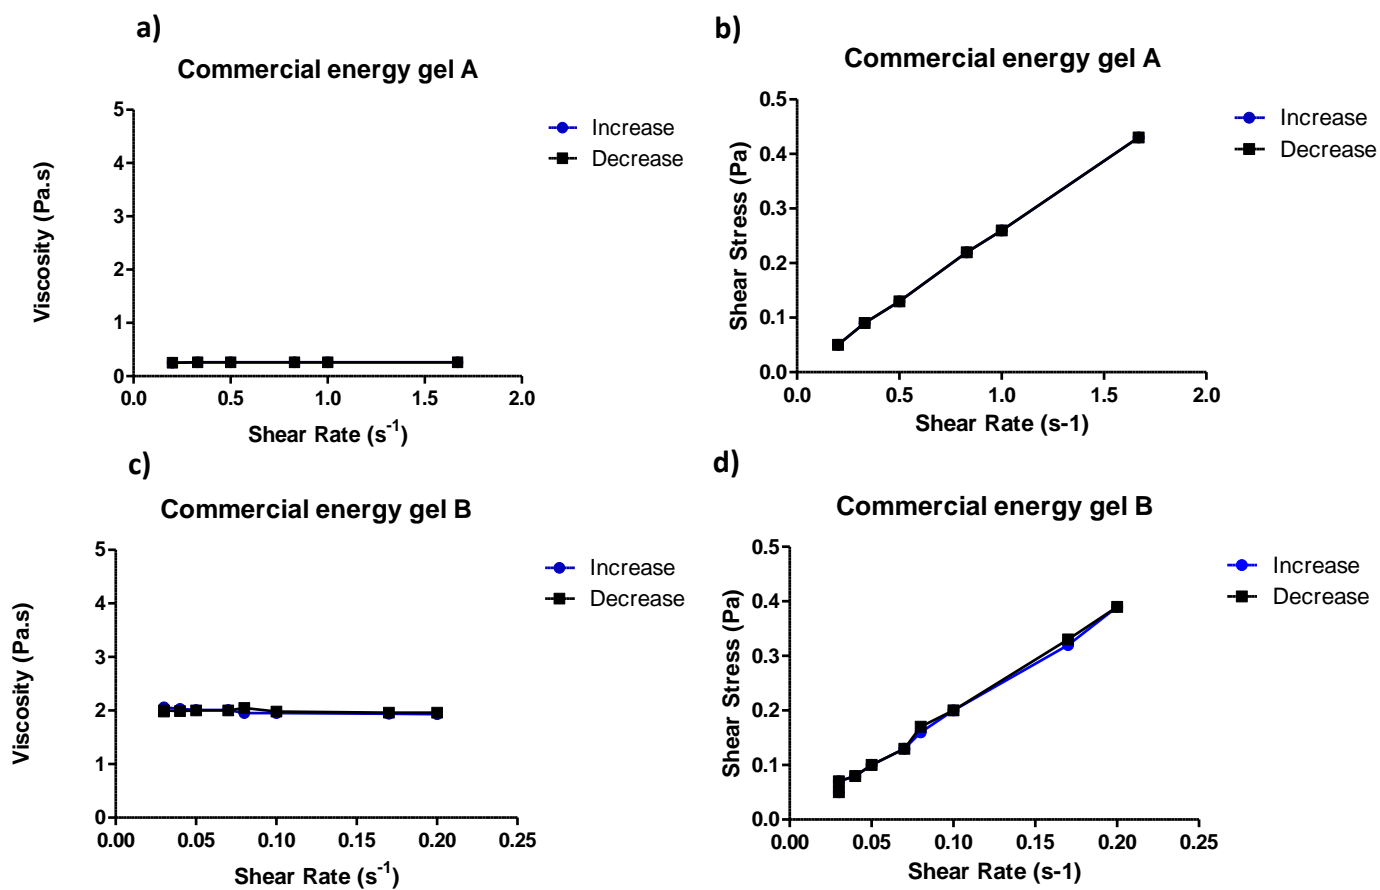 a)
Commercial energy gel A
Viscosity (Pa.s)
5
4
3
2
1
0
0.0 0.5 1.0 1.5 2.0
Shear Rate (s-1)
Increase
Decrease
b)
Commercial energy gel A
Shear Stress (Pa)
0.5
0.4
0.3
0.2
0.1
0.0
0.0 0.5 1.0 1.5 2.0
Shear Rate (s-1)
Increase
Decrease
c)
Commercial energy gel B
Viscosity (Pa.s)
5
4
3
2
1
0
0.00 0.05 0.10 0.15 0.20 0.25
Shear Rate (s-1)
Increase
Decrease
d)
Commercial energy gel B
Shear Stress (Pa)
0.5
0.4
0.3
0.2
0.1
0.0
0.00 0.05 0.10 0.15 0.20 0.25
Shear Rate (s-1)
Increase
Decrease